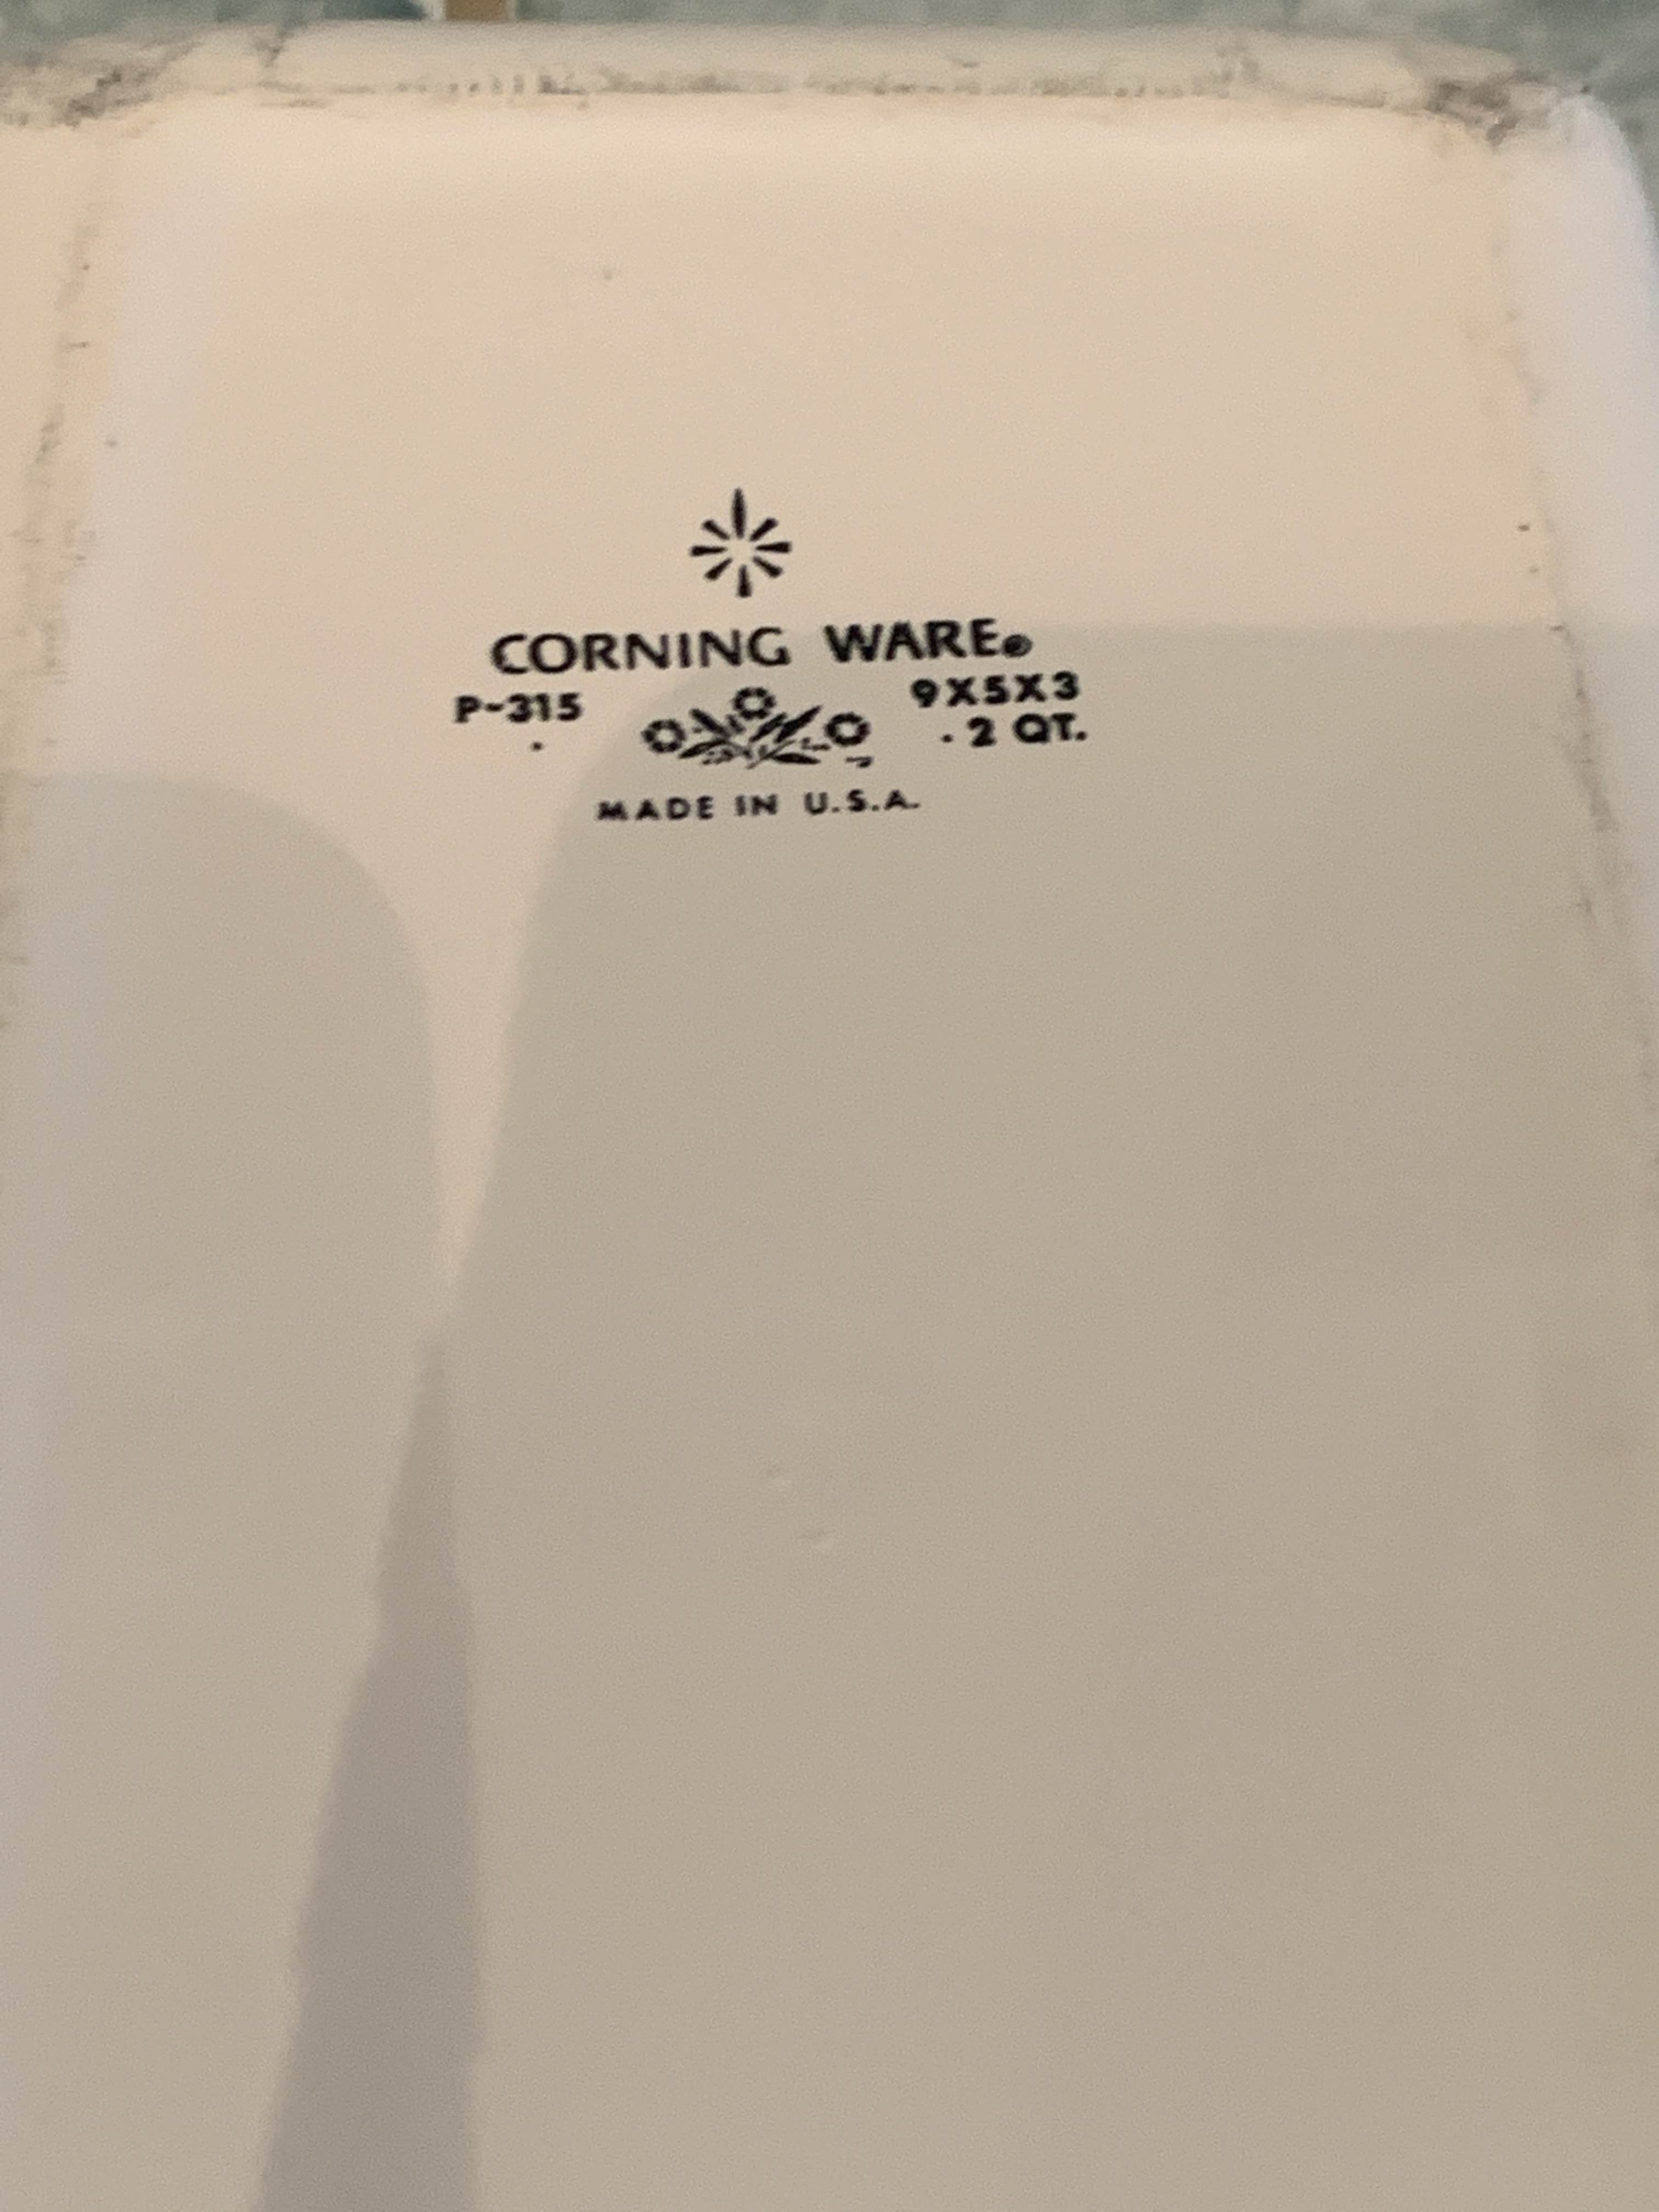 CORNING WARE®
P-315 9X5X3
2 QT.
MADE IN U.S.A.